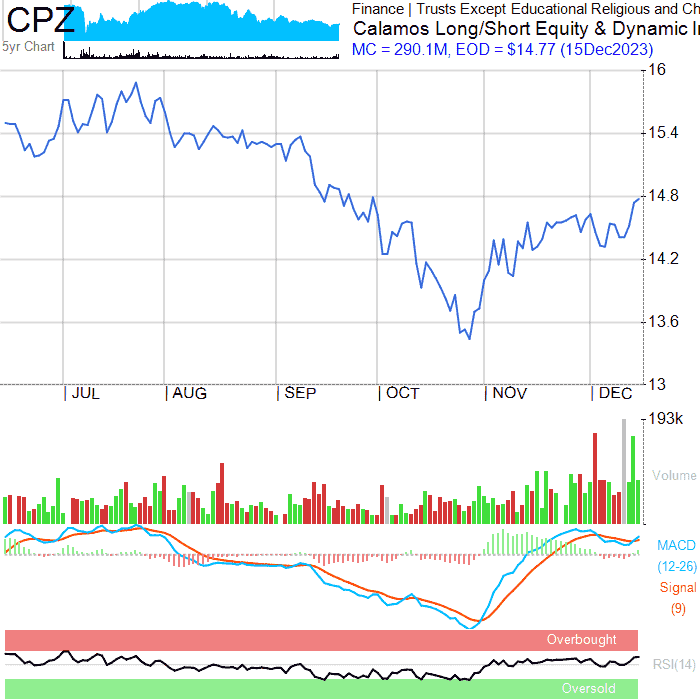 CPZ
5yr Chart
Finance | Trusts Except Educational Religious and Ch
Calamos Long/Short Equity & Dynamic I
MC = 290.1M, EOD = $14.77 (15Dec2023)
16
15.4
14.8
14.2
13.6
13
JUL AUG SEP OCT NOV DEC
193k
Volume
MACD
(12-26)
Signal
(9)
Overbought
RSI(14)
Oversold